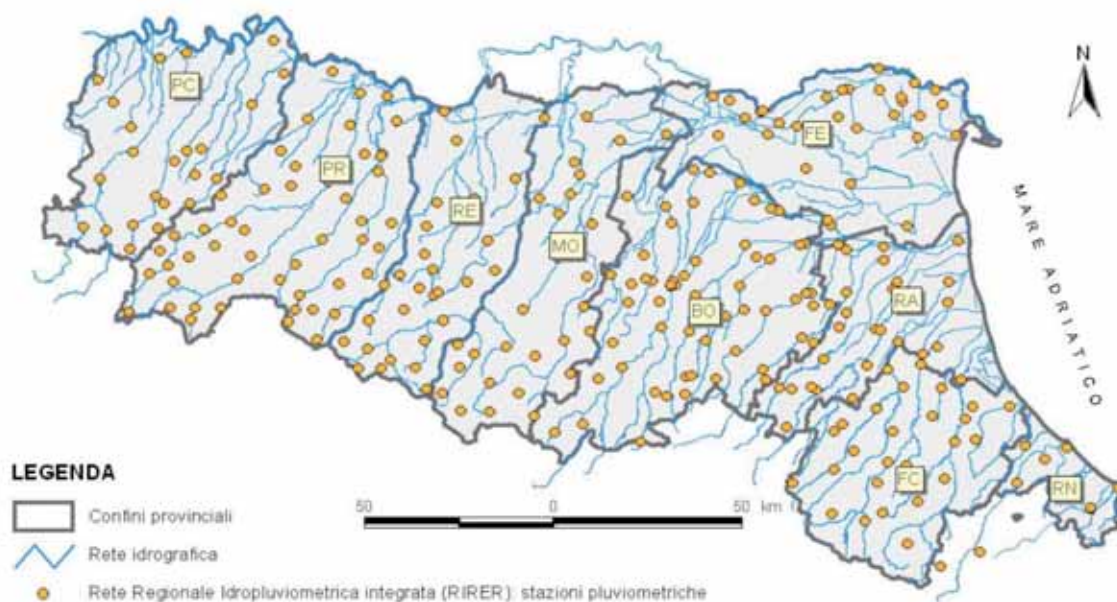 N
PC
FE
PR
RE
MO
MARE ADRIATICO
BO
RA
FC
RN
LEGENDA
50 0 50 km
Confini provinciali
Rete idrografica
Rete Regionale Idropluviometrica integrata (RIRER): stazioni pluviometriche